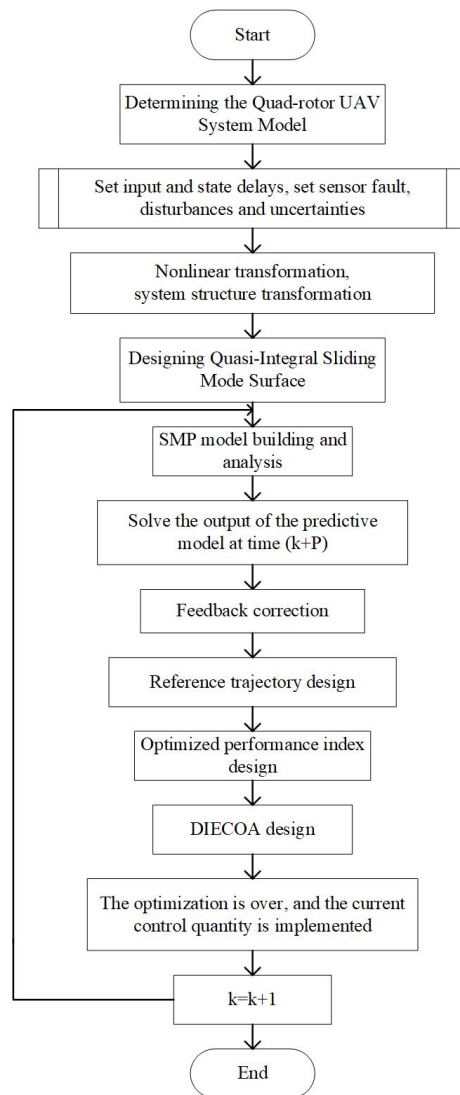 Start
Determining the Quad-rotor UAV
System Model
Set input and state delays, set sensor fault,
disturbances and uncertainties
Nonlinear transformation,
system structure transformation
Designing Quasi-Integral Sliding
Mode Surface
SMP model building and
analysis
Solve the output of the predictive
model at time (k+P)
Feedback correction
Reference trajectory design
Optimized performance index
design
DIECOA design
The optimization is over, and the current
control quantity is implemented
k=k+1
End